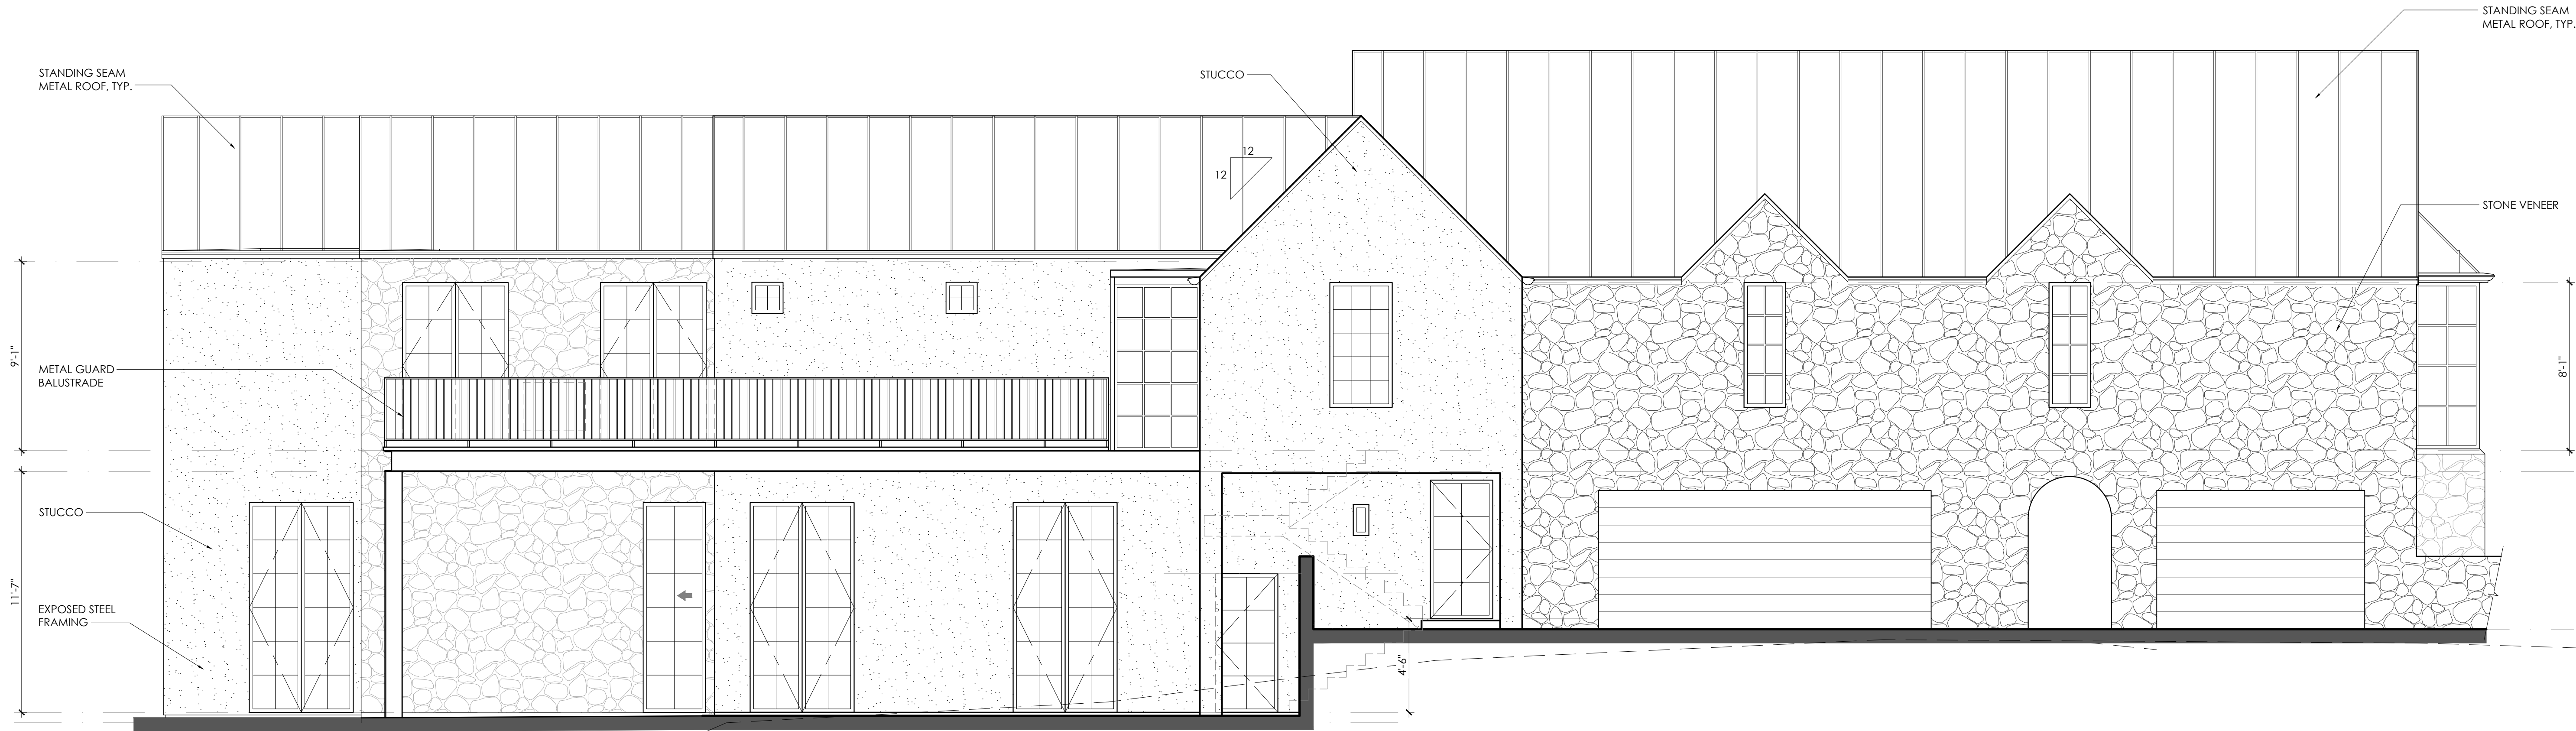 STANDING SEAM
METAL ROOF, TYP.
STANDING SEAM
METAL ROOF, TYP.
STUCCO
12
12
STONE VENEER
9'-1"
8'-1"
METAL GUARD
BALUSTRADE
STUCCO
11'-7"
EXPOSED STEEL
FRAMING
4'-6"